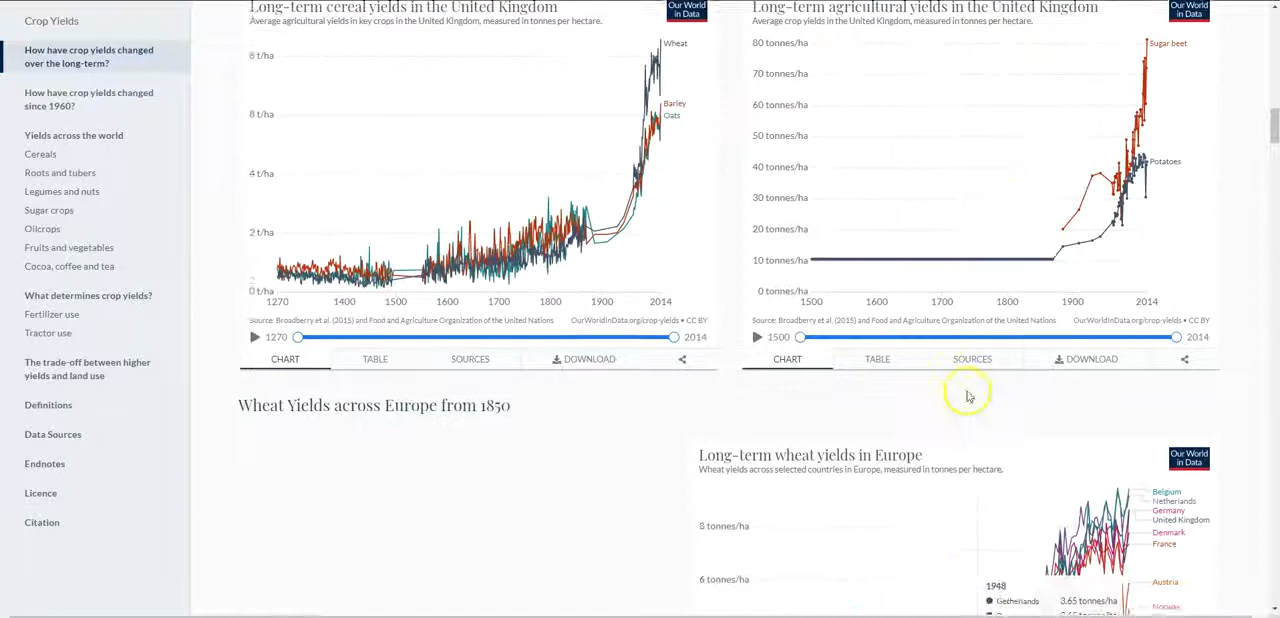 Crop Yields
How have crop yields changed
over the long-term?
How have crop yields changed
since 1960?
Yields across the world
Cereals
Roots and tubers
Legumes and nuts
Sugar crops
Oilcrops
Fruits and vegetables
Cocoa, coffee and tea
What determines crop yields?
Fertilizer use
Tractor use
The trade-off between higher
yields and land use
Definitions
Data Sources
Endnotes
Licence
Citation
Long-term cereal yields in the United Kingdom
Average agricultural yields in key crops in the United Kingdom, measured in tonnes per hectare.
Our World
in Data
8 t/ha
8 t/ha
4 t/ha
2 t/ha
0 t/ha
Wheat
Barley
Oats
1270 1400 1500 1600 1700 1800 1900 2014
Source: Broadberry et al. (2015) and Food and Agriculture Organization of the United Nations OurWorldInData.org/crop-yields • CC BY
1270 2014
CHART TABLE SOURCES DOWNLOAD
Long-term agricultural yields in the United Kingdom
Average crop yields in the United Kingdom, measured in tonnes per hectare.
Our World
in Data
80 tonnes/ha
70 tonnes/ha
60 tonnes/ha
50 tonnes/ha
40 tonnes/ha
30 tonnes/ha
20 tonnes/ha
10 tonnes/ha
0 tonnes/ha
Sugar beet
Potatoes
1500 1600 1700 1800 1900 2014
Source: Broadberry et al. (2015) and Food and Agriculture Organization of the United Nations OurWorldInData.org/crop-yields • CC BY
1500 2014
CHART TABLE SOURCES DOWNLOAD
Wheat Yields across Europe from 1850
Long-term wheat yields in Europe
Wheat yields across selected countries in Europe, measured in tonnes per hectare.
Our World
in Data
8 tonnes/ha
6 tonnes/ha
Belgium
Netherlands
Germany
United Kingdom
Denmark
France
Austria
Norway
1948
Getherlands 3.65 tonnes/ha